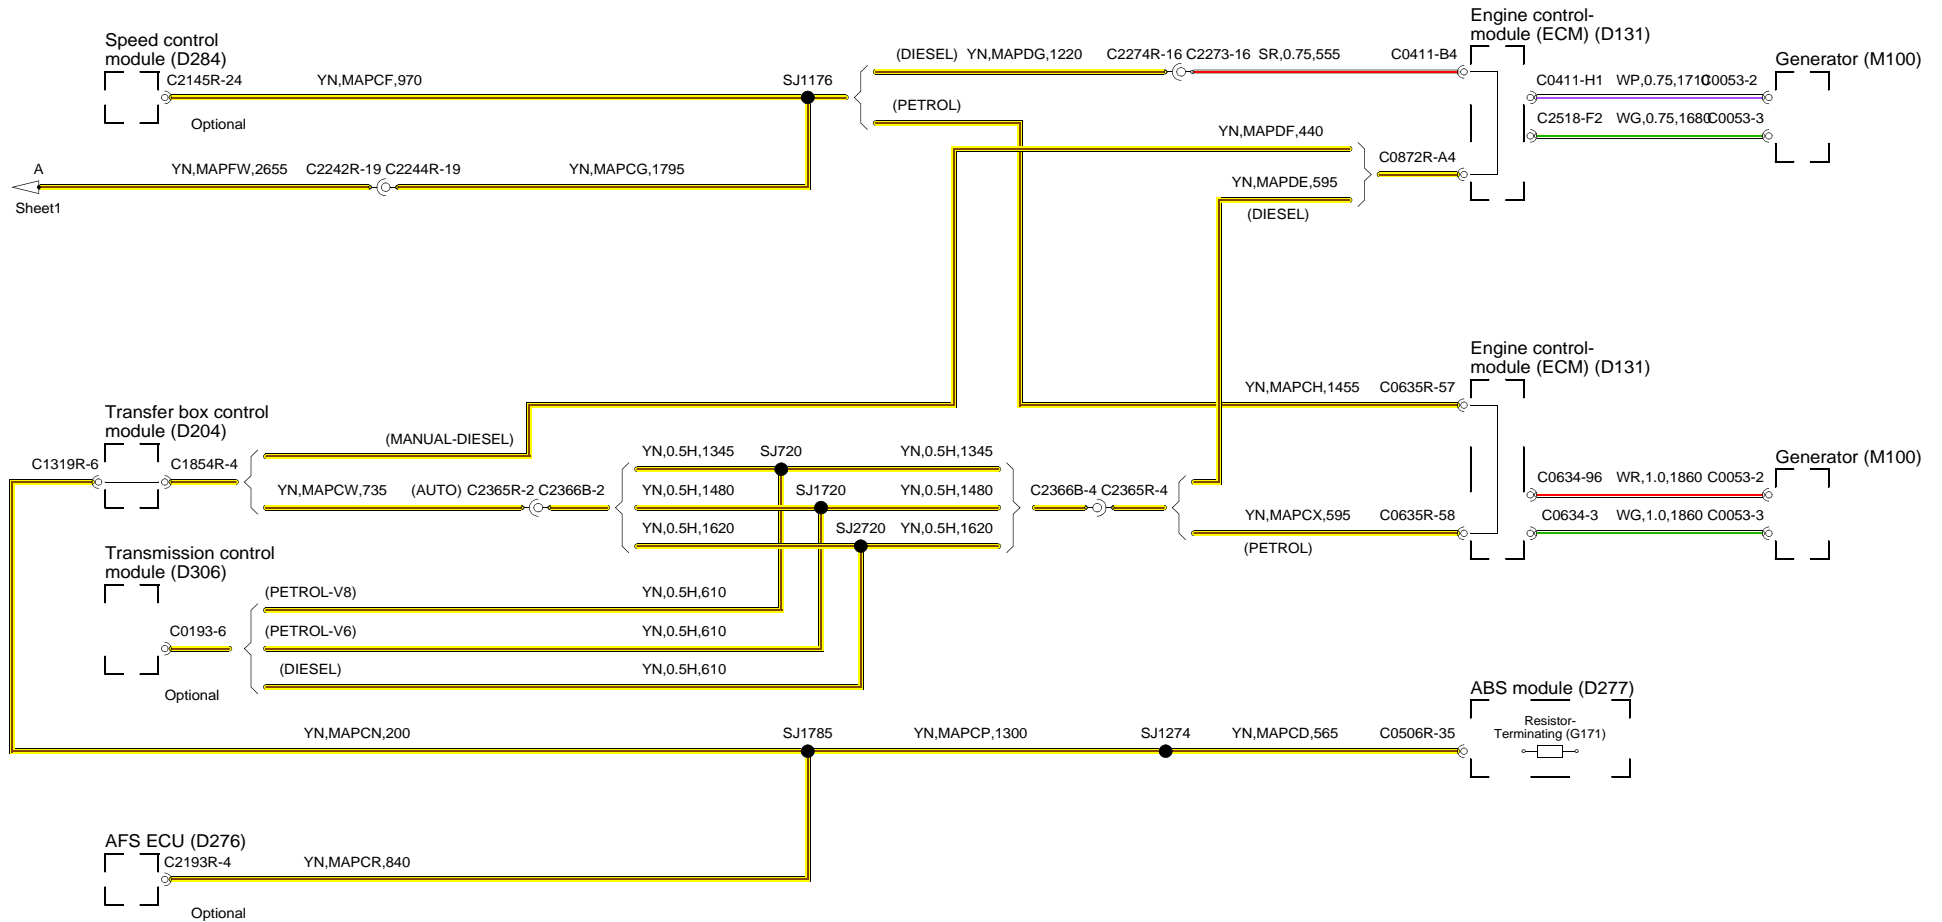 Engine control-
module (ECM) (D131)
Speed control
module (D284)
(DIESEL) YN,MAPDG,1220 C2274R-16 C2273-16 SR,0.75,555 C0411-B4
Generator (M100)
C2145R-24 YN,MAPCF,970 SJ1176
C0411-H1 WP,0.75,1710 C0053-2
(PETROL)
Optional
C2518-F2 WG,0.75,1680 C0053-3
YN,MAPDF,440
C0872R-A4
A
YN,MAPFW,2655 C2242R-19 C2244R-19 YN,MAPCG,1795
YN,MAPDE,595
Sheet1
(DIESEL)
Engine control-
module (ECM) (D131)
YN,MAPCH,1455 C0635R-57
Transfer box control
module (D204)
(MANUAL-DIESEL)
YN,0.5H,1345 SJ720 YN,0.5H,1345
Generator (M100)
C1319R-6 C1854R-4
C0634-96 WR,1.0,1860 C0053-2
YN,MAPCW,735 (AUTO) C2365R-2 C2366B-2 YN,0.5H,1480 SJ1720 YN,0.5H,1480 C2366B-4 C2365R-4
YN,MAPCX,595 C0635R-58
C0634-3 WG,1.0,1860 C0053-3
YN,0.5H,1620 SJ2720 YN,0.5H,1620
(PETROL)
Transmission control
module (D306)
(PETROL-V8) YN,0.5H,610
C0193-6 (PETROL-V6) YN,0.5H,610
(DIESEL) YN,0.5H,610
Optional
ABS module (D277)
Resistor-
Terminating (G171)
YN,MAPCN,200 SJ1785 YN,MAPCP,1300 SJ1274 YN,MAPCD,565 C0506R-35
AFS ECU (D276)
C2193R-4 YN,MAPCR,840
Optional